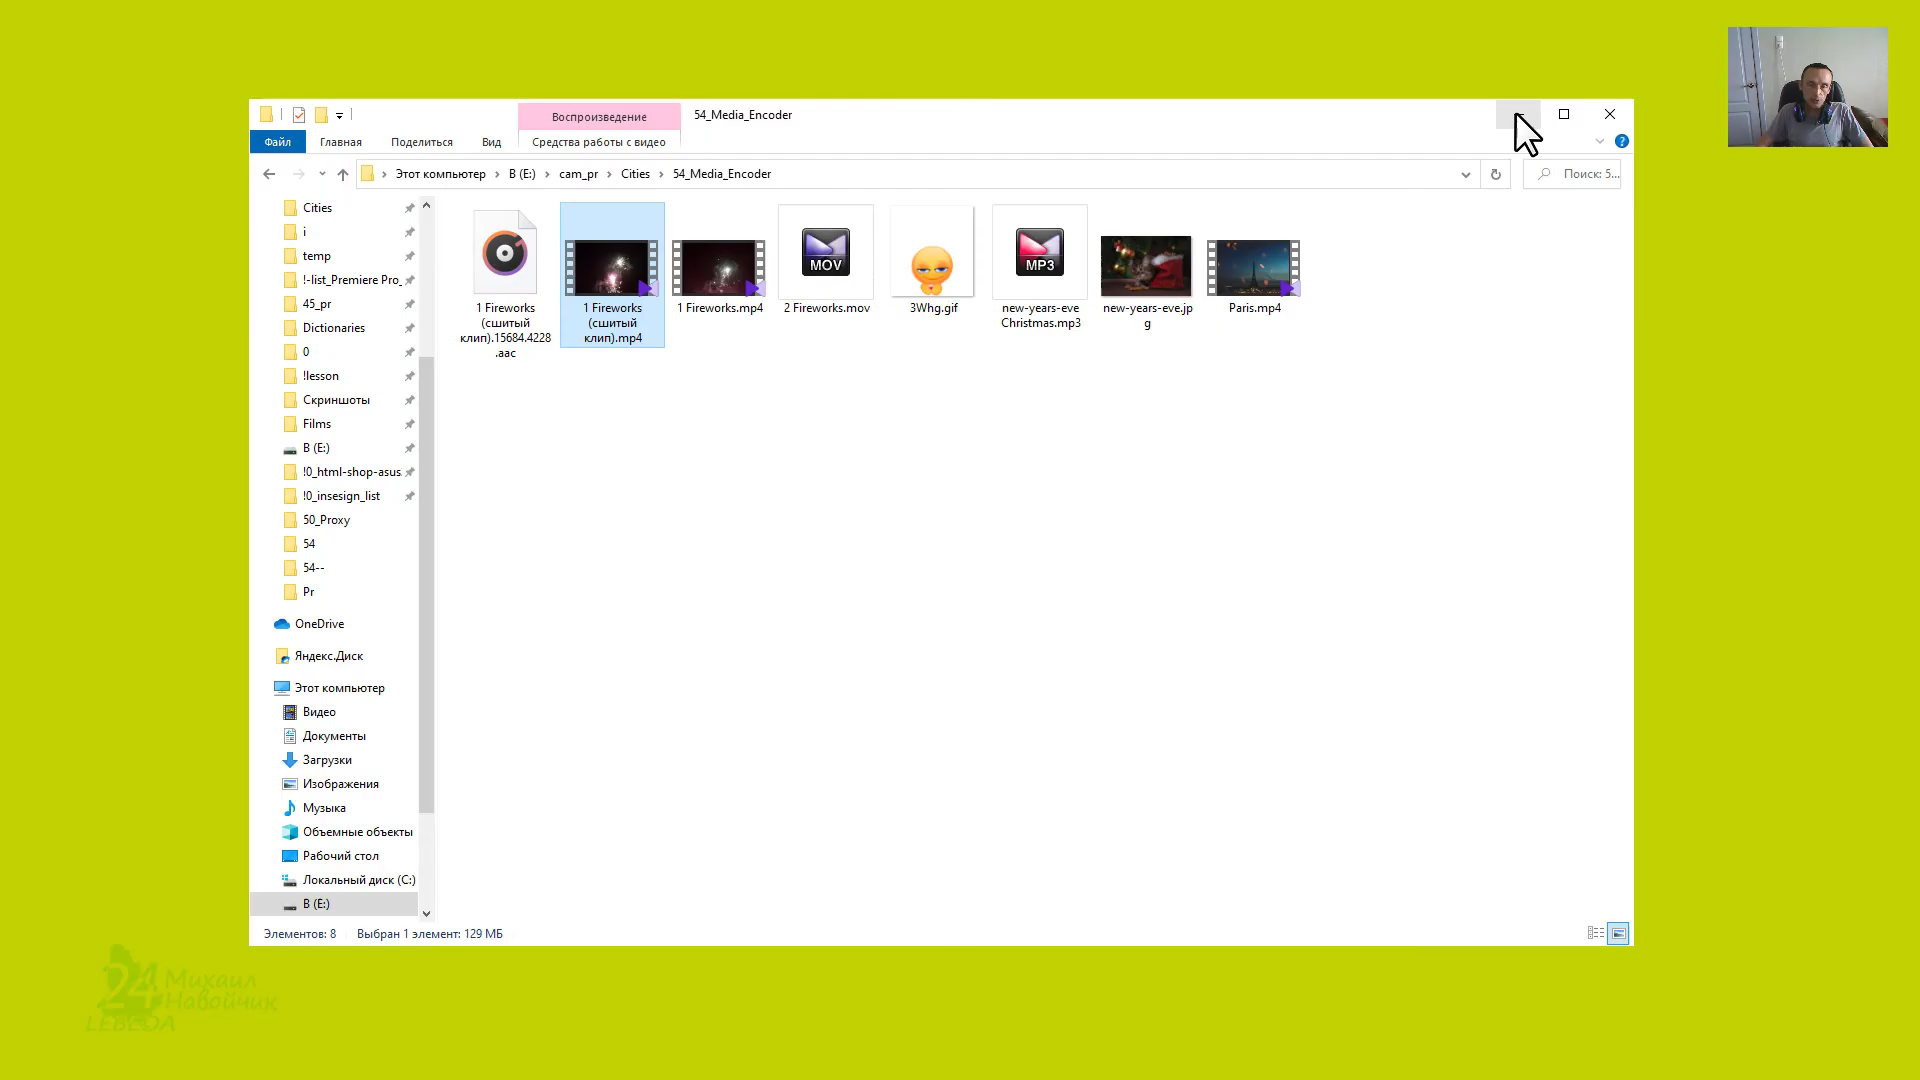 Воспроизведение
54_Media_Encoder
Файл
Главная
Поделиться
Вид
Средства работы с видео
Этот компьютер
B (E:)
cam_pr
Cities
54_Media_Encoder
Поиск: 5...
Cities
i
temp
!-list_Premiere Pro_
45_pr
Dictionaries
0
!lesson
Скриншоты
Films
B (E:)
!0_html-shop-asus
!0_insesign_list
50_Proxy
54
54--
Pr
OneDrive
Яндекс.Диск
Этот компьютер
Видео
Документы
Загрузки
Изображения
Музыка
Объемные объекты
Рабочий стол
Локальный диск (C:)
B (E:)
MOV
MP3
1 Fireworks
(сшитый
клип).15684.4228
.aac
1 Fireworks
(сшитый
клип).mp4
1 Fireworks.mp4
2 Fireworks.mov
3Whg.gif
new-years-eve
Christmas.mp3
new-years-eve.jp
g
Paris.mp4
Элементов: 8
Выбран 1 элемент: 129 МБ
24
Михаил
Навойчик
LEBEDA